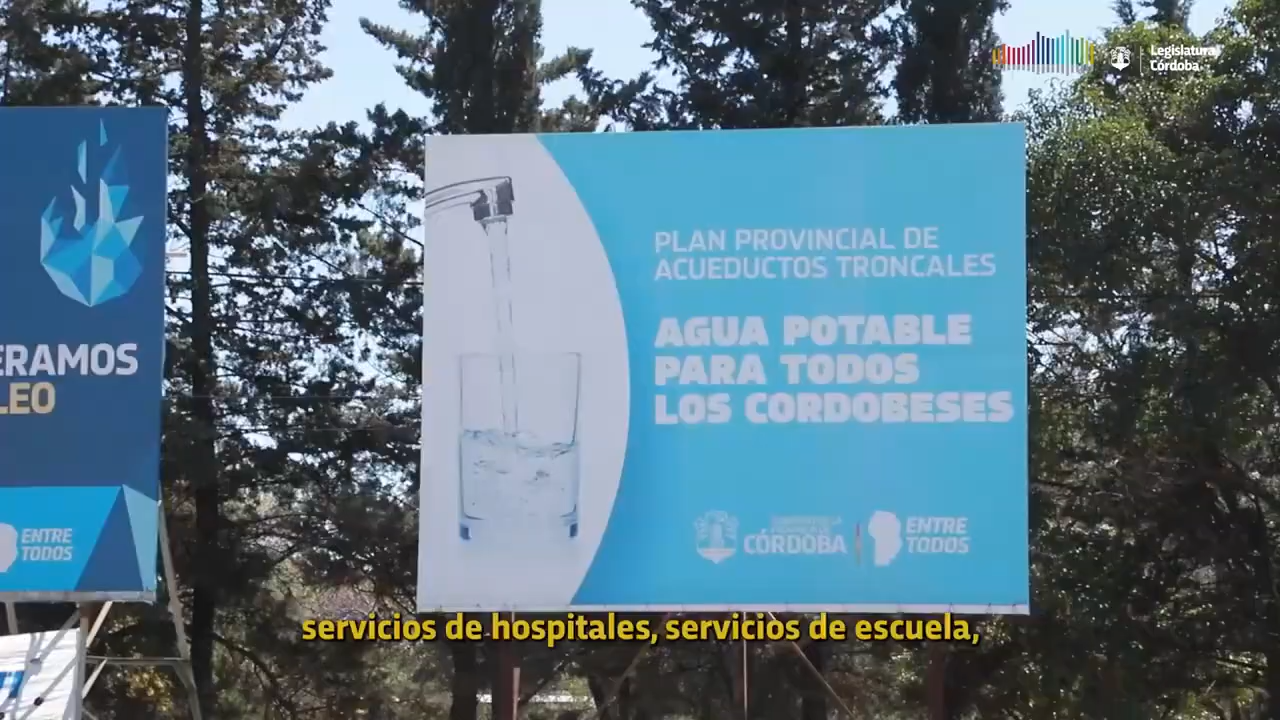 Legislatura
Córdoba
PLAN PROVINCIAL DE
ACUEDUCTOS TRONCALES
AGUA POTABLE
PARA TODOS
LOS CORDOBESES
CÓRDOBA
ENTRE
TODOS
ERAMOS
LEO
ENTRE
TODOS
servicios de hospitales, servicios de escuela,